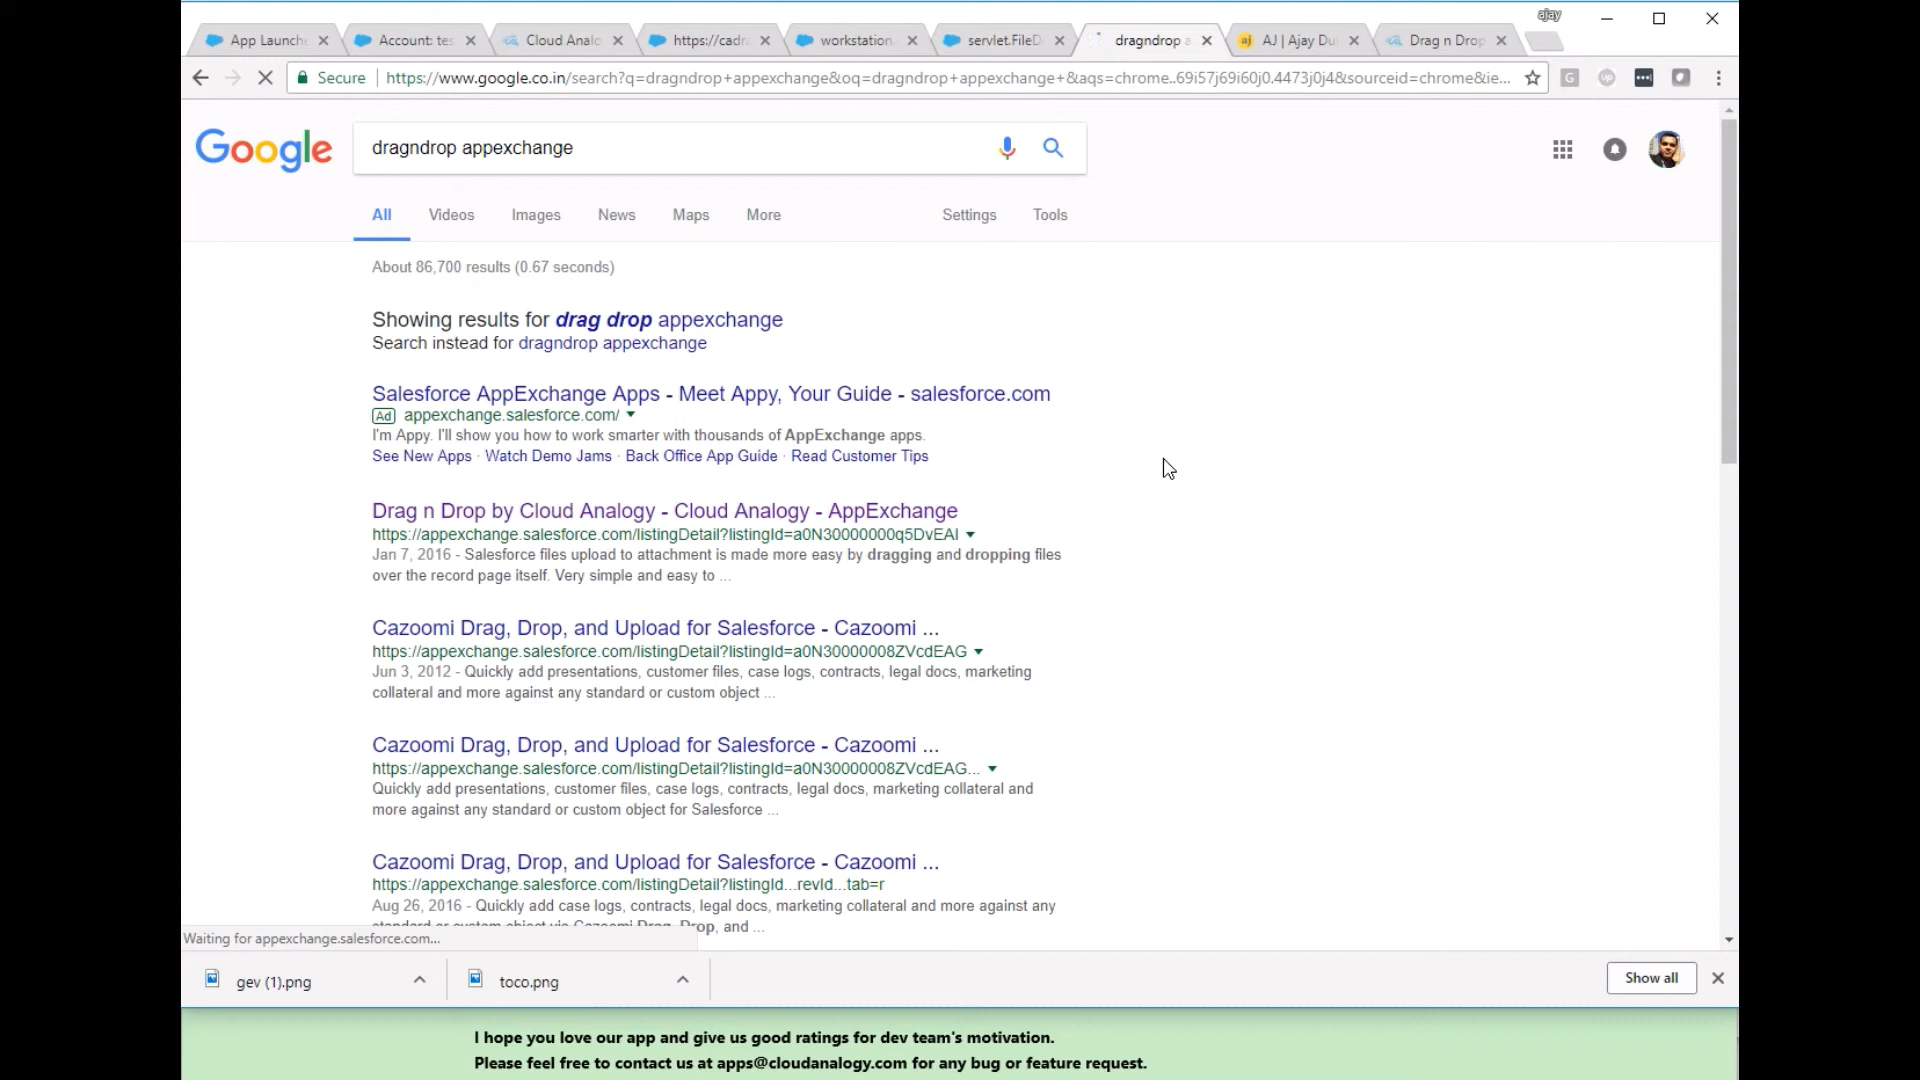 ajay
App Launch
Account: tes
Cloud Analo
https://cadr
workstation
servlet.FileD
dragndrop a
AJ | Ajay Du
Drag n Drop
Secure
https://www.google.co.in/search?q=dragndrop+appexchange&oq=dragndrop+appexchange+&aqs=chrome..69i57j69i60j0.4473j0j4&sourceid=chrome&ie...
Google
dragndrop appexchange
All
Videos
Images
News
Maps
More
Settings
Tools
About 86,700 results (0.67 seconds)
Showing results for drag drop appexchange
Search instead for dragndrop appexchange
Salesforce AppExchange Apps - Meet Appy, Your Guide - salesforce.com
Ad appexchange.salesforce.com/
I'm Appy. I'll show you how to work smarter with thousands of AppExchange apps.
See New Apps · Watch Demo Jams · Back Office App Guide · Read Customer Tips
Drag n Drop by Cloud Analogy - Cloud Analogy - AppExchange
https://appexchange.salesforce.com/listingDetail?listingId=a0N30000000q5DvEAI
Jan 7, 2016 - Salesforce files upload to attachment is made more easy by dragging and dropping files
over the record page itself. Very simple and easy to ...
Cazoomi Drag, Drop, and Upload for Salesforce - Cazoomi ...
https://appexchange.salesforce.com/listingDetail?listingId=a0N30000008ZVcdEAG
Jun 3, 2012 - Quickly add presentations, customer files, case logs, contracts, legal docs, marketing
collateral and more against any standard or custom object ...
Cazoomi Drag, Drop, and Upload for Salesforce - Cazoomi ...
https://appexchange.salesforce.com/listingDetail?listingId=a0N30000008ZVcdEAG...
Quickly add presentations, customer files, case logs, contracts, legal docs, marketing collateral and
more against any standard or custom object for Salesforce ...
Cazoomi Drag, Drop, and Upload for Salesforce - Cazoomi ...
https://appexchange.salesforce.com/listingDetail?listingId...revId...tab=r
Aug 26, 2016 - Quickly add case logs, contracts, legal docs, marketing collateral and more against any
standard or custom object via Cazoomi Drag, Drop, and ...
Waiting for appexchange.salesforce.com...
gev (1).png
toco.png
Show all
I hope you love our app and give us good ratings for dev team's motivation.
Please feel free to contact us at apps@cloudanalogy.com for any bug or feature request.